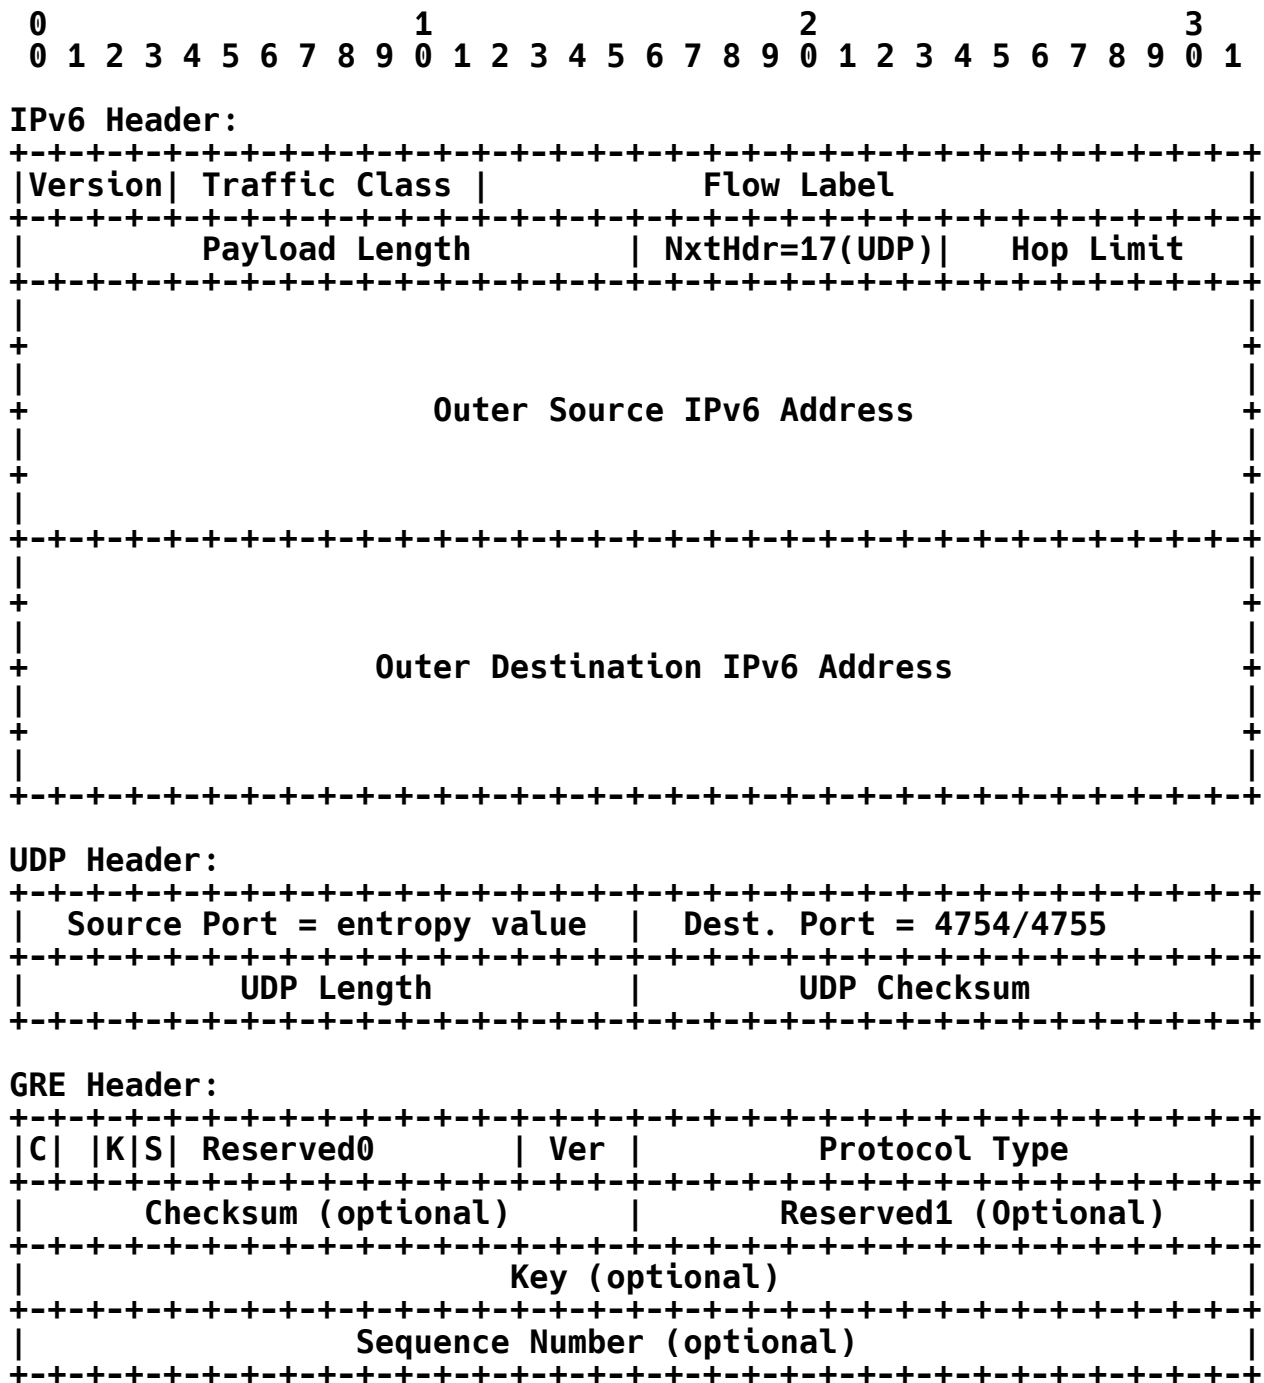 0                   1                   2                   3
 0 1 2 3 4 5 6 7 8 9 0 1 2 3 4 5 6 7 8 9 0 1 2 3 4 5 6 7 8 9 0 1

IPv6 Header:
+-+-+-+-+-+-+-+-+-+-+-+-+-+-+-+-+-+-+-+-+-+-+-+-+-+-+-+-+-+-+-+-+
|Version| Traffic Class |           Flow Label                  |
+-+-+-+-+-+-+-+-+-+-+-+-+-+-+-+-+-+-+-+-+-+-+-+-+-+-+-+-+-+-+-+-+
|         Payload Length        | NxtHdr=17(UDP)|   Hop Limit   |
+-+-+-+-+-+-+-+-+-+-+-+-+-+-+-+-+-+-+-+-+-+-+-+-+-+-+-+-+-+-+-+-+
|                                                               |
+                                                               +
|                                                               |
+                     Outer Source IPv6 Address                 +
|                                                               |
+                                                               +
|                                                               |
+-+-+-+-+-+-+-+-+-+-+-+-+-+-+-+-+-+-+-+-+-+-+-+-+-+-+-+-+-+-+-+-+
|                                                               |
+                                                               +
|                                                               |
+                  Outer Destination IPv6 Address               +
|                                                               |
+                                                               +
|                                                               |
+-+-+-+-+-+-+-+-+-+-+-+-+-+-+-+-+-+-+-+-+-+-+-+-+-+-+-+-+-+-+-+-+

UDP Header:
+-+-+-+-+-+-+-+-+-+-+-+-+-+-+-+-+-+-+-+-+-+-+-+-+-+-+-+-+-+-+-+-+
|  Source Port = entropy value  |  Dest. Port = 4754/4755       |
+-+-+-+-+-+-+-+-+-+-+-+-+-+-+-+-+-+-+-+-+-+-+-+-+-+-+-+-+-+-+-+-+
|           UDP Length          |        UDP Checksum           |
+-+-+-+-+-+-+-+-+-+-+-+-+-+-+-+-+-+-+-+-+-+-+-+-+-+-+-+-+-+-+-+-+

GRE Header:
+-+-+-+-+-+-+-+-+-+-+-+-+-+-+-+-+-+-+-+-+-+-+-+-+-+-+-+-+-+-+-+-+
|C| |K|S| Reserved0       | Ver |         Protocol Type         |
+-+-+-+-+-+-+-+-+-+-+-+-+-+-+-+-+-+-+-+-+-+-+-+-+-+-+-+-+-+-+-+-+
|      Checksum (optional)      |       Reserved1 (Optional)    |
+-+-+-+-+-+-+-+-+-+-+-+-+-+-+-+-+-+-+-+-+-+-+-+-+-+-+-+-+-+-+-+-+
|                         Key (optional)                        |
+-+-+-+-+-+-+-+-+-+-+-+-+-+-+-+-+-+-+-+-+-+-+-+-+-+-+-+-+-+-+-+-+
|                 Sequence Number (optional)                    |
+-+-+-+-+-+-+-+-+-+-+-+-+-+-+-+-+-+-+-+-+-+-+-+-+-+-+-+-+-+-+-+-+